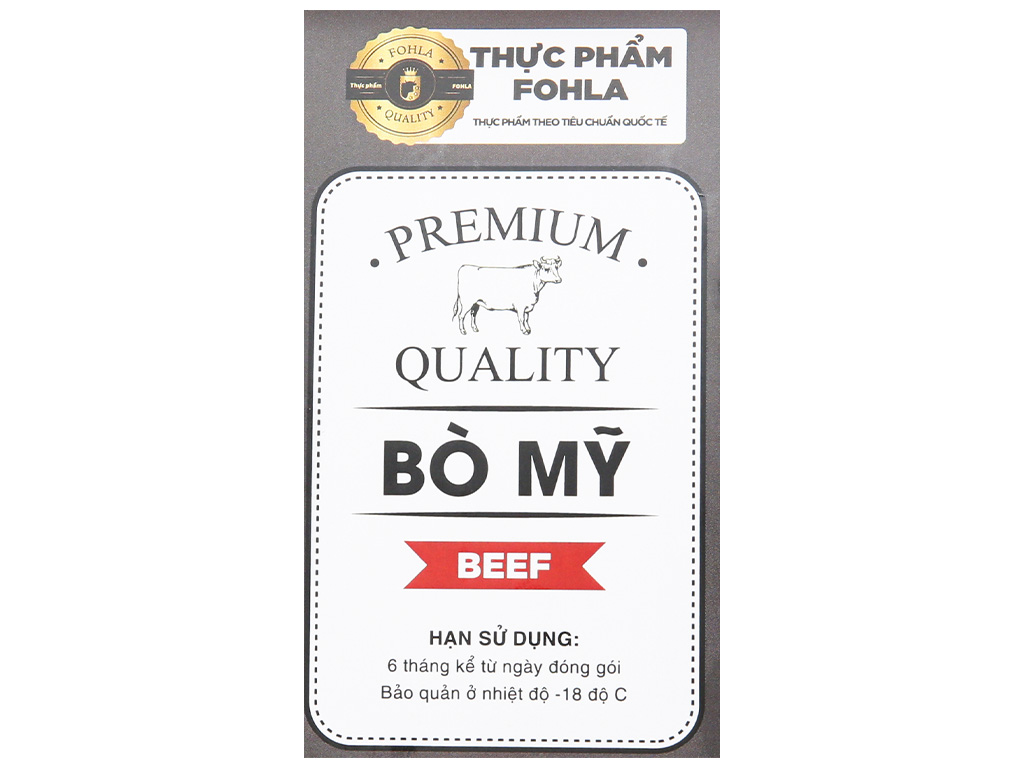 FOHLA
Thực phẩm FOHLA
QUALITY
THỰC PHẨM
FOHLA
THỰC PHẨM THEO TIÊU CHUẨN QUỐC TẾ
PREMIUM
QUALITY
BÒ MỸ
BEEF
HẠN SỬ DỤNG:
6 tháng kể từ ngày đóng gói
Bảo quản ở nhiệt độ -18 độ C